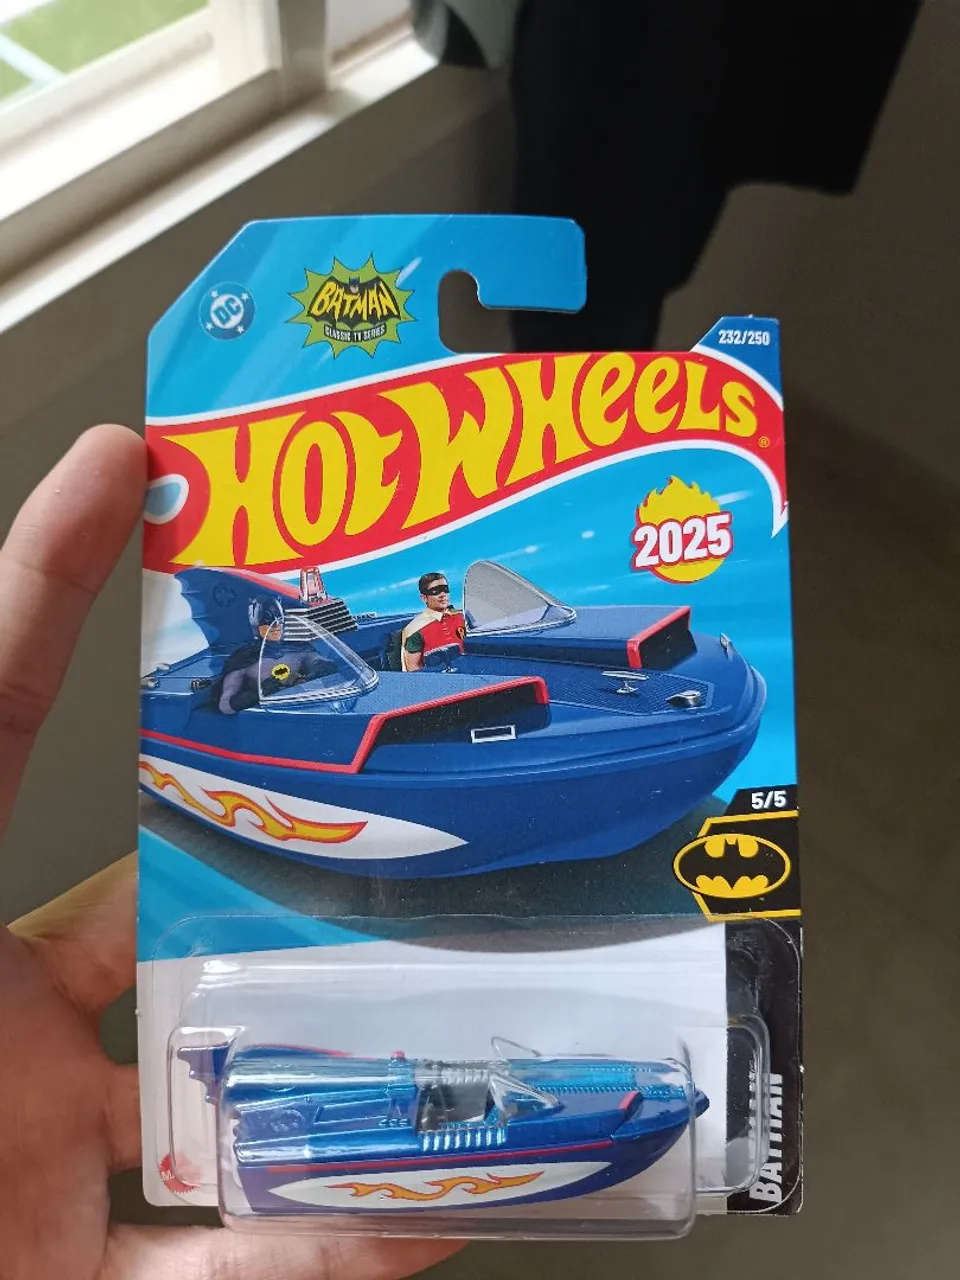 DC
BATMAN
CLASSIC TV SERIES
232/250
HOT WHEELS®
2025
5/5
BATMAN